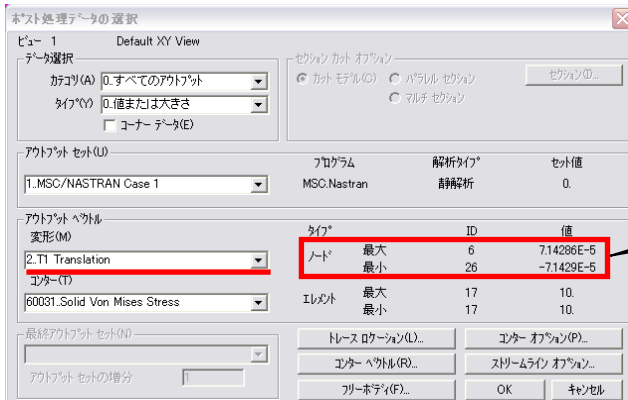 ポスト処理データの選択
ビュー 1 Default XY View
データ選択
カテゴリ(A) 0..すべてのアウトプット
タイプ(Y) 0..値または大きさ
コーナー データ(E)
セクション カット オプション
カット モデル(C) パラレル セクション
マルチ セクション
セクション(D)...
アウトプット セット(U)
1..MSC/NASTRAN Case 1
プログラム 解析タイプ セット値
MSC.Nastran 静解析 0.
アウトプット ベクトル
変形(M)
2..T1 Translation
コンター(T)
60031..Solid Von Mises Stress
タイプ ID 値
ノード 最大 6 7.14286E-5
最小 26 -7.1429E-5
エレメント 最大 17 10.
最小 17 10.
最終アウトプット セット(N)
アウトプット セットの増分 1
トレース ロケーション(L)... コンター オプション(P)...
コンター ベクトル(R)... ストリームライン オプション...
フリーボディ(F)... OK キャンセル